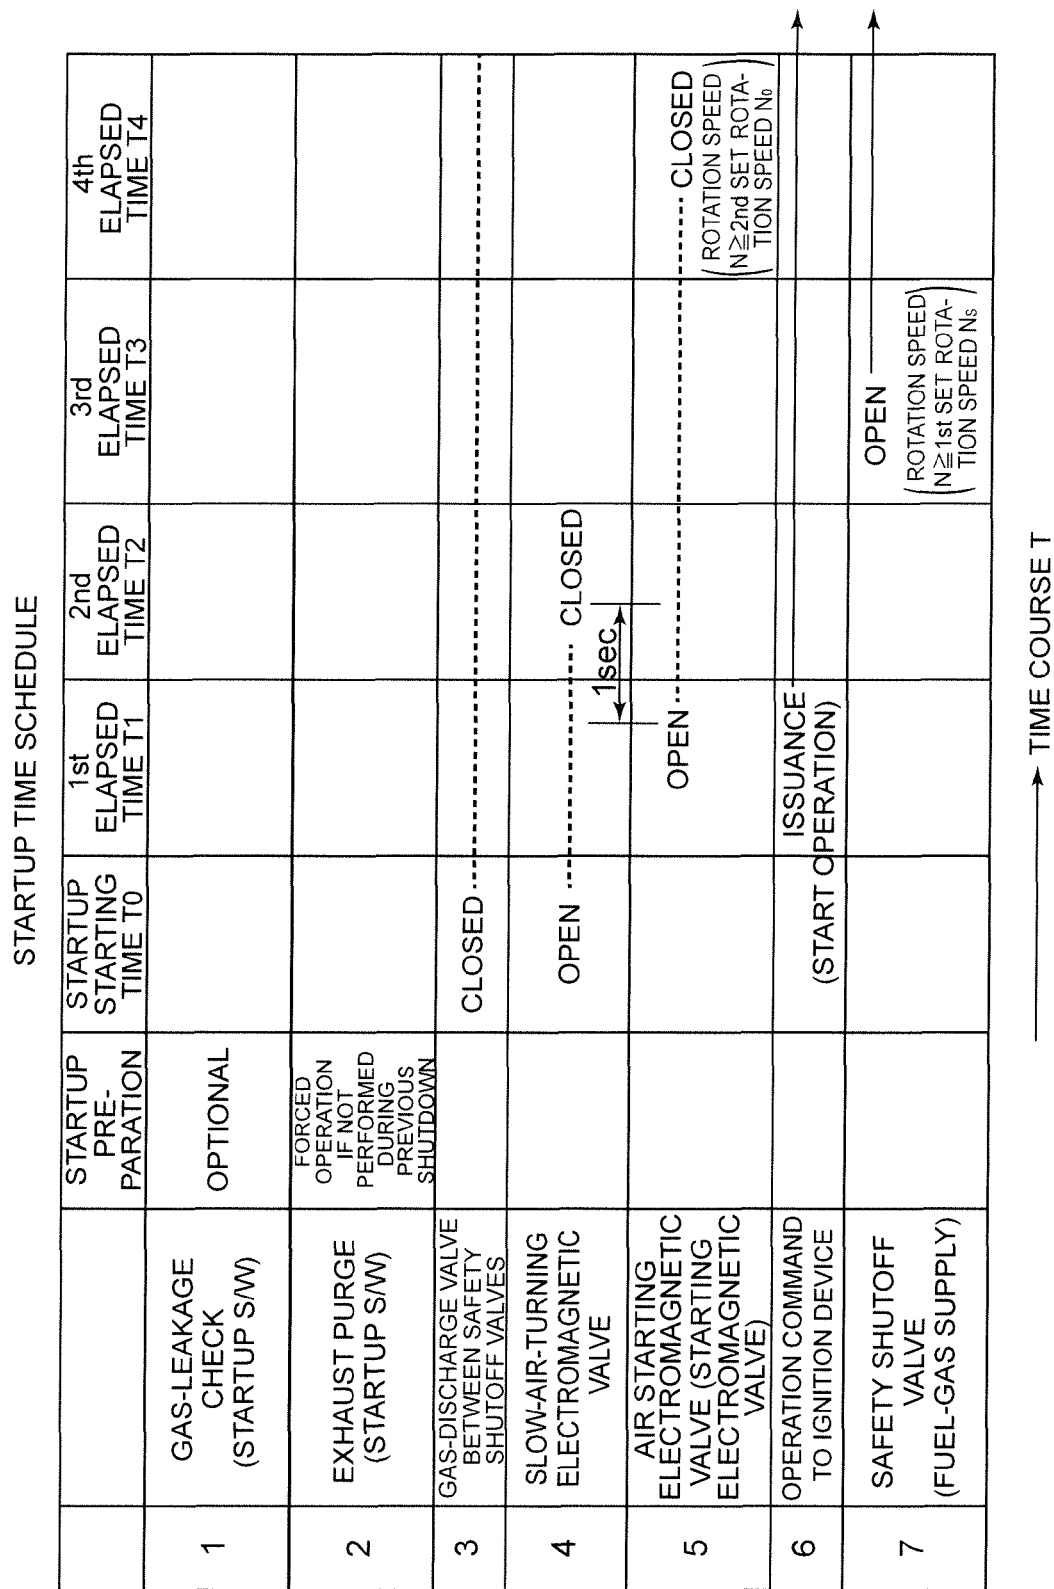 STARTUP TIME SCHEDULE
STARTUP
PRE-
PARATION
STARTUP
STARTING
TIME T0
1st
ELAPSED
TIME T1
2nd
ELAPSED
TIME T2
3rd
ELAPSED
TIME T3
4th
ELAPSED
TIME T4
1
GAS-LEAKAGE
CHECK
(STARTUP S/W)
OPTIONAL
2
EXHAUST PURGE
(STARTUP S/W)
FORCED
OPERATION
IF NOT
PERFORMED
DURING
PREVIOUS
SHUTDOWN
3
GAS-DISCHARGE VALVE
BETWEEN SAFETY
SHUTOFF VALVES
CLOSED
4
SLOW-AIR-TURNING
ELECTROMAGNETIC
VALVE
OPEN
CLOSED
1sec
5
AIR STARTING
ELECTROMAGNETIC
VALVE (STARTING
ELECTROMAGNETIC
VALVE)
OPEN
CLOSED
(ROTATION SPEED
N≧2nd SET ROTA-
TION SPEED N0)
6
OPERATION COMMAND
TO IGNITION DEVICE
ISSUANCE
(START OPERATION)
7
SAFETY SHUTOFF
VALVE
(FUEL-GAS SUPPLY)
OPEN
(ROTATION SPEED
N≧1st SET ROTA-
TION SPEED Ns)
TIME COURSE T